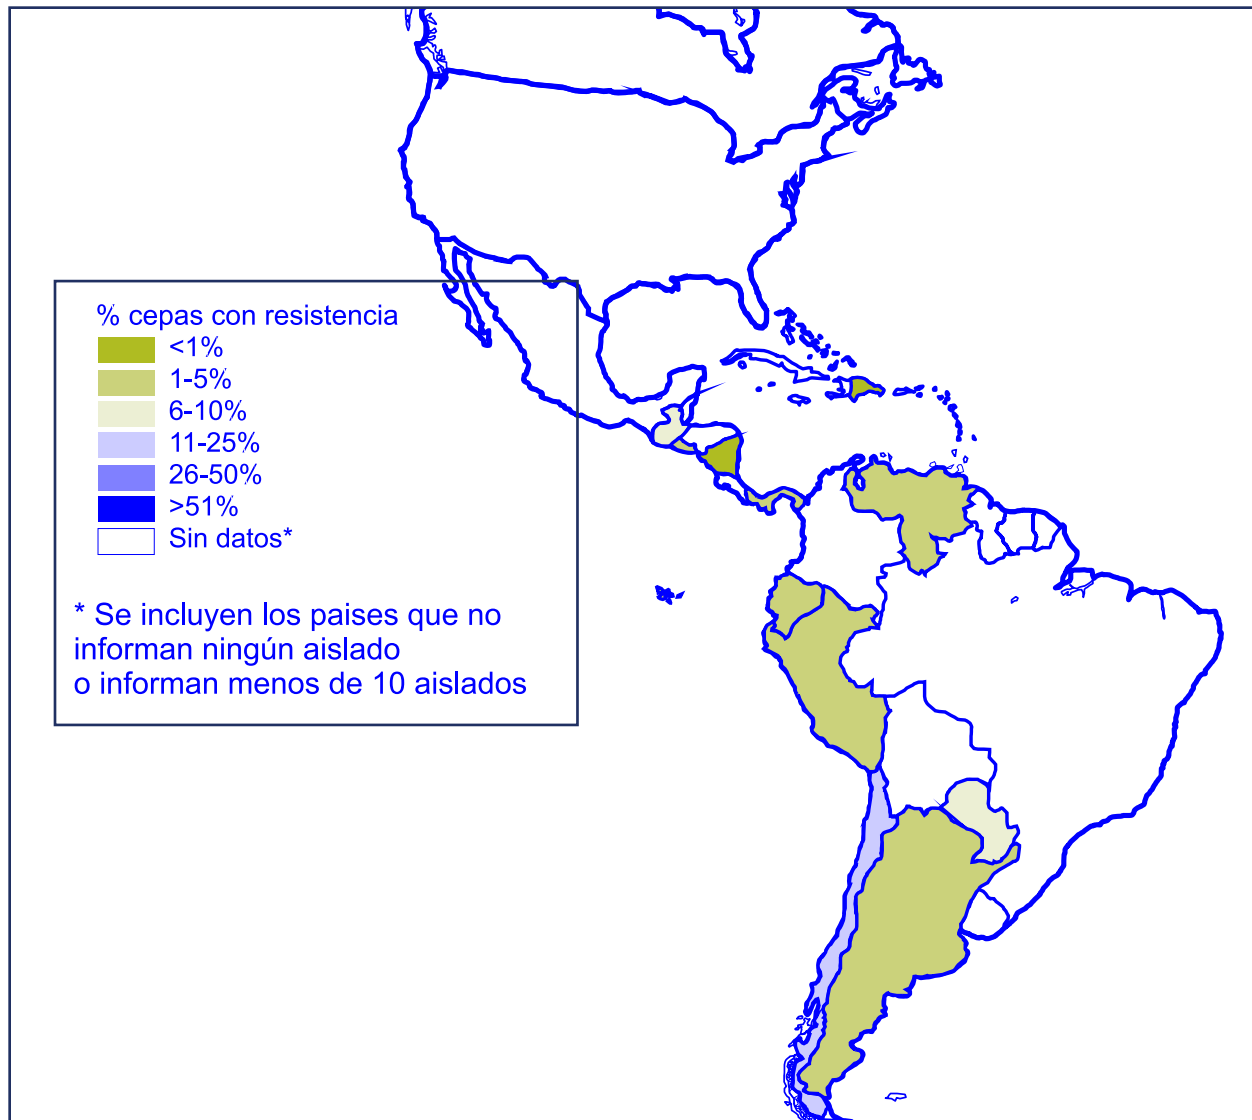 % cepas con resistencia
<1%
1-5%
6-10%
11-25%
26-50%
>51%
Sin datos*
* Se incluyen los paises que no
informan ningún aislado
o informan menos de 10 aislados